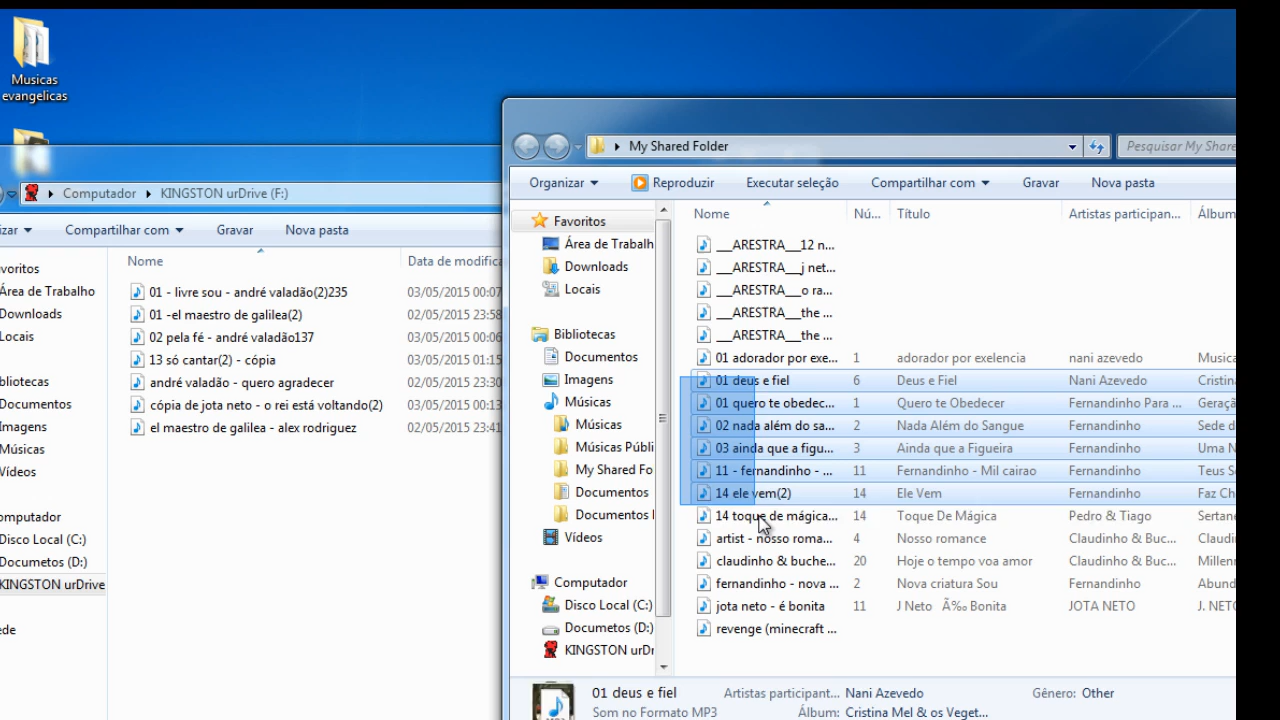 Musicas
evangelicas
Computador
KINGSTON urDrive (F:)
zar
Compartilhar com
Gravar
Nova pasta
voritos
Área de Trabalho
Downloads
Locais
bliotecas
Documentos
magens
Músicas
Vídeos
omputador
Disco Local (C:)
Documetos (D:)
KINGSTON urDrive
ede
Nome
Data de modifica
01 - livre sou - andré valadão(2)235
03/05/2015 00:07
01 -el maestro de galilea(2)
02/05/2015 23:58
02 pela fé - andré valadão137
03/05/2015 00:06
13 só cantar(2) - cópia
03/05/2015 01:15
andré valadão - quero agradecer
02/05/2015 23:30
cópia de jota neto - o rei está voltando(2)
03/05/2015 00:13
el maestro de galilea - alex rodriguez
02/05/2015 23:41
My Shared Folder
Pesquisar My Share
Organizar
Reproduzir
Executar seleção
Compartilhar com
Gravar
Nova pasta
Favoritos
Área de Trabalh
Downloads
Locais
Bibliotecas
Documentos
Imagens
Músicas
Músicas
Músicas Públi
My Shared Fo
Documentos
Documentos
Vídeos
Computador
Disco Local (C:)
Documetos (D:)
KINGSTON urDr
Nome
Nú...
Título
Artistas participan...
Álbum
__ARESTRA__12 n...
__ARESTRA__j net...
__ARESTRA__o ra...
__ARESTRA__the ...
__ARESTRA__the ...
01 adorador por exe... 1 adorador por exelencia nani azevedo Musica
01 deus e fiel 6 Deus e Fiel Nani Azevedo Cristin
01 quero te obedec... 1 Quero te Obedecer Fernandinho Para ... Geraçã
02 nada além do sa... 2 Nada Além do Sangue Fernandinho Sede d
03 ainda que a figu... 3 Ainda que a Figueira Fernandinho Uma N
11 - fernandinho - ... 11 Fernandinho - Mil cairao Fernandinho Teus S
14 ele vem(2) 14 Ele Vem Fernandinho Faz Ch
14 toque de mágica... 14 Toque De Mágica Pedro & Tiago Sertane
artist - nosso roma... 4 Nosso romance Claudinho & Buc... Claudi
claudinho & buche... 20 Hoje o tempo voa amor Claudinho & Buc... Millen
fernandinho - nova ... 2 Nova criatura Sou Fernandinho Abund
jota neto - é bonita 11 J Neto Ã‰ Bonita JOTA NETO J. NETO
revenge (minecraft ...
01 deus e fiel
Artistas participant... Nani Azevedo
Gênero: Other
Som no Formato MP3
Álbum: Cristina Mel & os Veget...